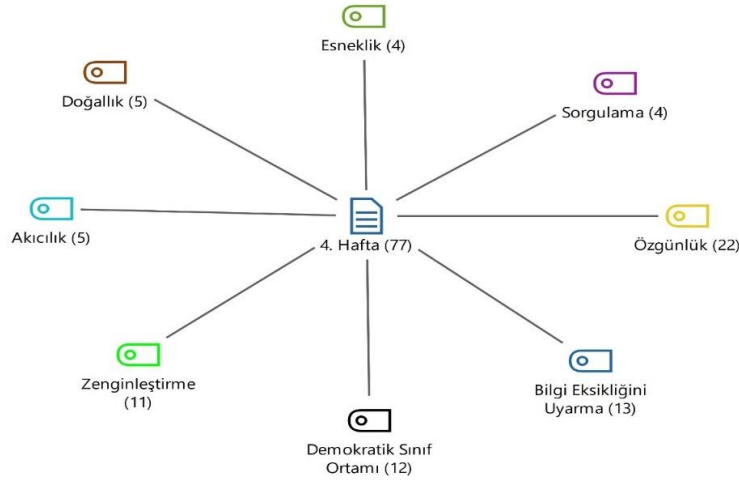 Esneklik (4)
Doğallık (5)
Sorgulama (4)
Akıcılık (5)
4. Hafta (77)
Özgünlük (22)
Zenginleştirme
(11)
Bilgi Eksikliğini
Uyarma (13)
Demokratik Sınıf
Ortamı (12)